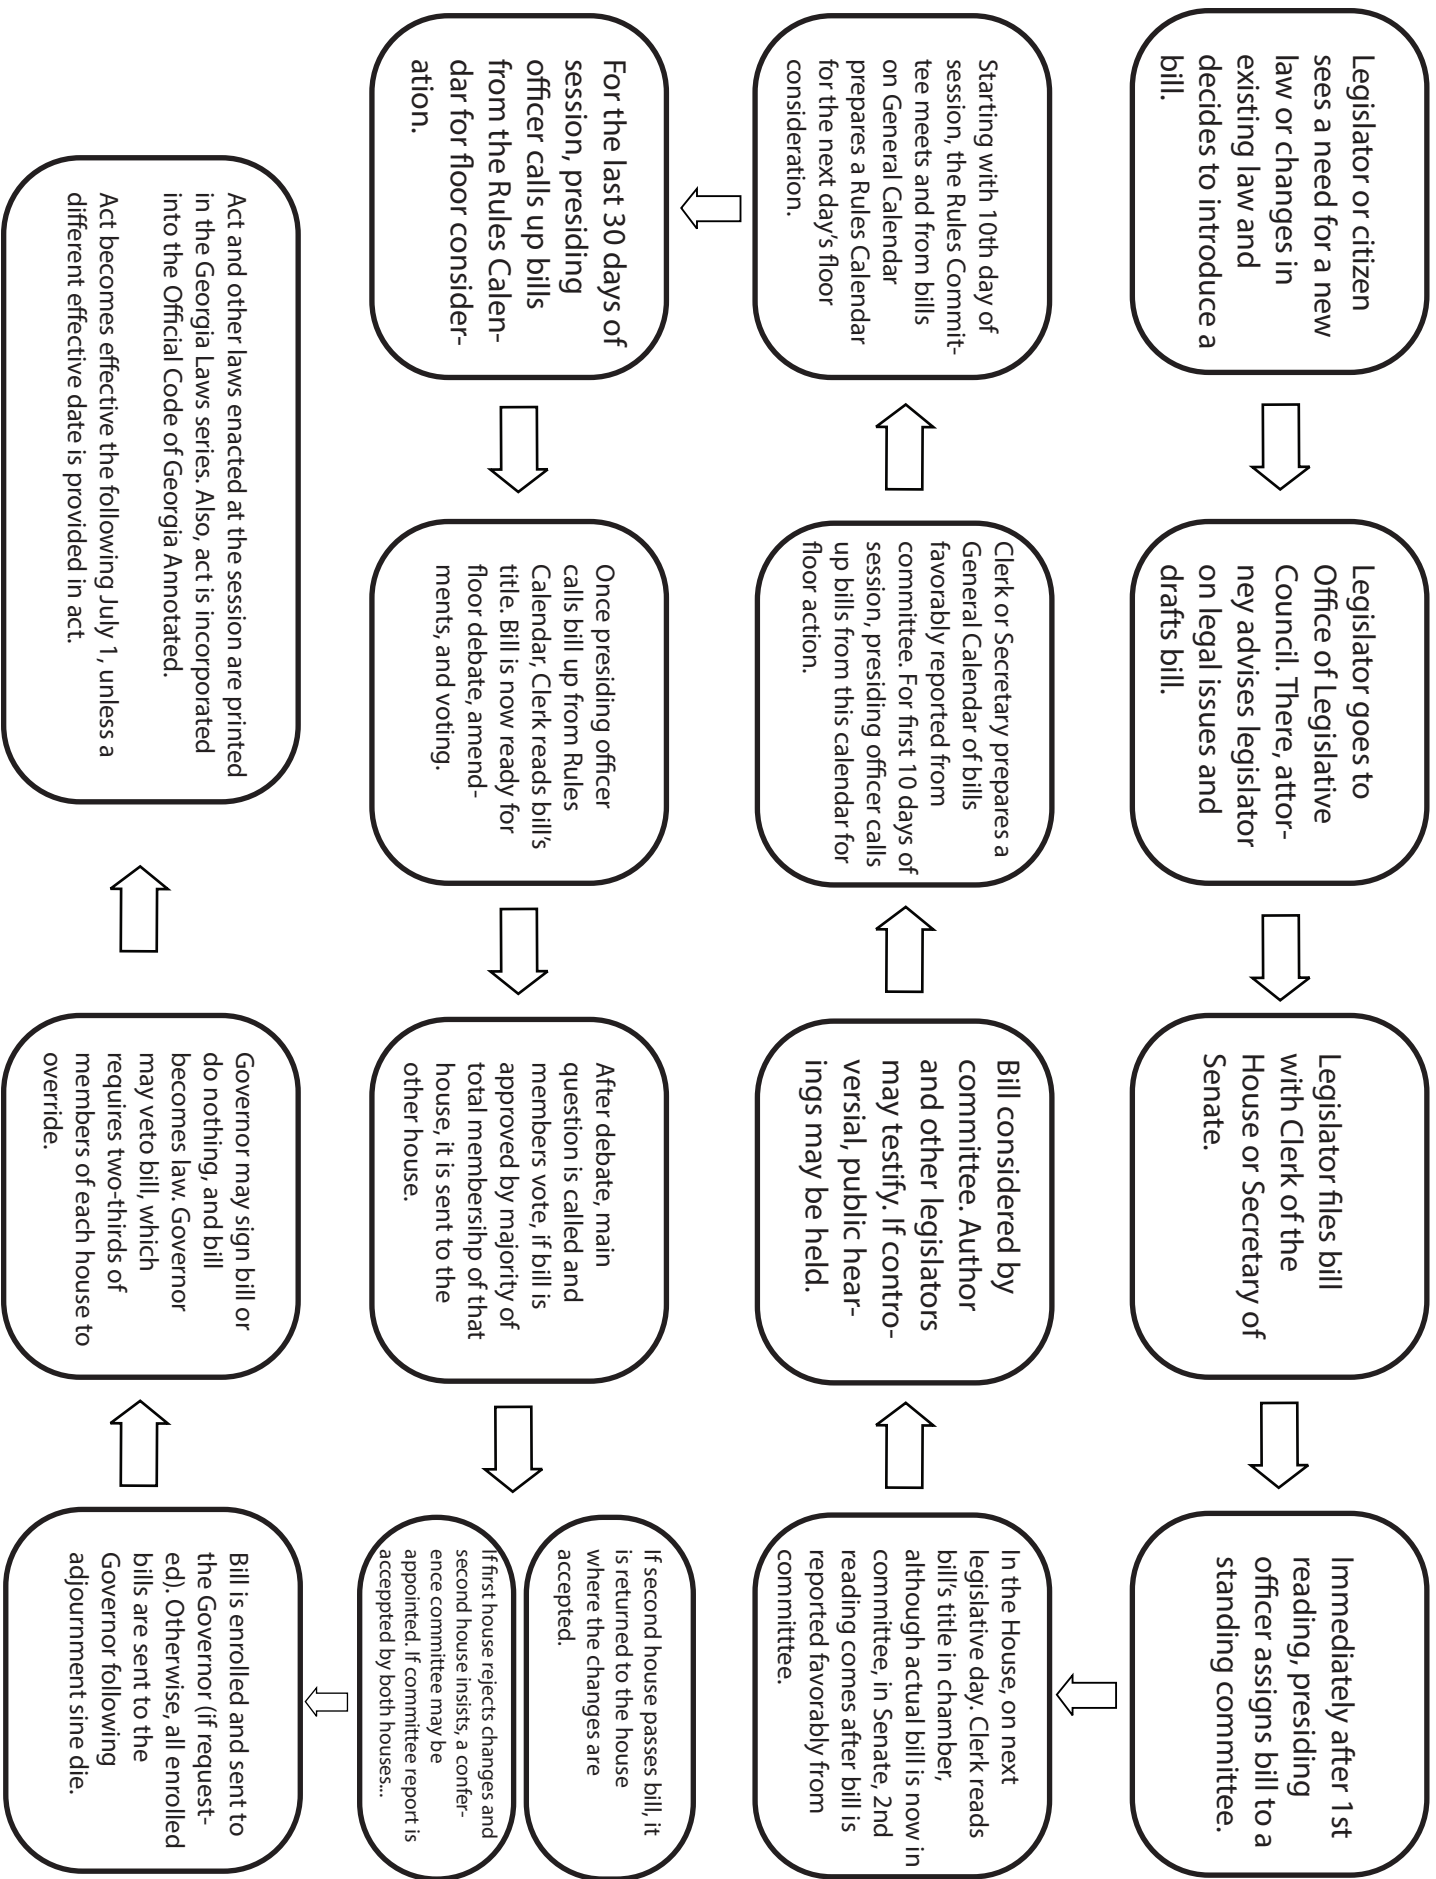 Legislator or citizen
sees a need for a new
law or changes in
existing law and
decides to introduce a
bill.
Legislator goes to
Office of Legislative
Council. There, attor-
ney advises legislator
on legal issues and
drafts bill.
Legislator files bill
with Clerk of the
House or Secretary of
Senate.
Immediately after 1st
reading, presiding
officer assigns bill to a
standing committee.
In the House, on next
legislative day. Clerk reads
bill's title in chamber,
although actual bill is now in
committee, in Senate, 2nd
reading comes after bill is
reported favorably from
committtee.
Bill considered by
committee. Author
and other legislators
may testify. If contro-
versial, public hear-
ings may be held.
Clerk or Secretary prepares a
General Calendar of bills
favorably reported from
committee. For first 10 days of
session, presiding officer calls
up bills from this calendar for
floor action.
Starting with 10th day of
session, the Rules Commit-
tee meets and from bills
on General Calendar
prepares a Rules Calendar
for the next day's floor
consideration.
For the last 30 days of
session, presiding
officer calls up bills
from the Rules Calen-
dar for floor consider-
ation.
Once presiding officer
calls bill up from Rules
Calendar, Clerk reads bill's
title. Bill is now ready for
floor debate, amend-
ments, and voting.
After debate, main
question is called and
members vote, if bill is
approved by majority of
total membersihp of that
house, it is sent to the
other house.
If second house passes bill, it
is returned to the house
where the changes are
accepted.
If first house rejects changes and
second house insists, a confer-
ence committee may be
appointed. If committee report is
acceppted by both houses...
Bill is enrolled and sent to
the Governor (if request-
ed). Otherwise, all enrolled
bills are sent to the
Governor following
adjournment sine die.
Governor may sign bill or
do nothing, and bill
becomes law. Governor
may veto bill, which
requires two-thirds of
members of each house to
override.
Act and other laws enacted at the session are printed
in the Georgia Laws series. Also, act is incorporated
into the Official Code of Georgia Annotated.
Act becomes effective the following July 1, unless a
different effective date is provided in act.